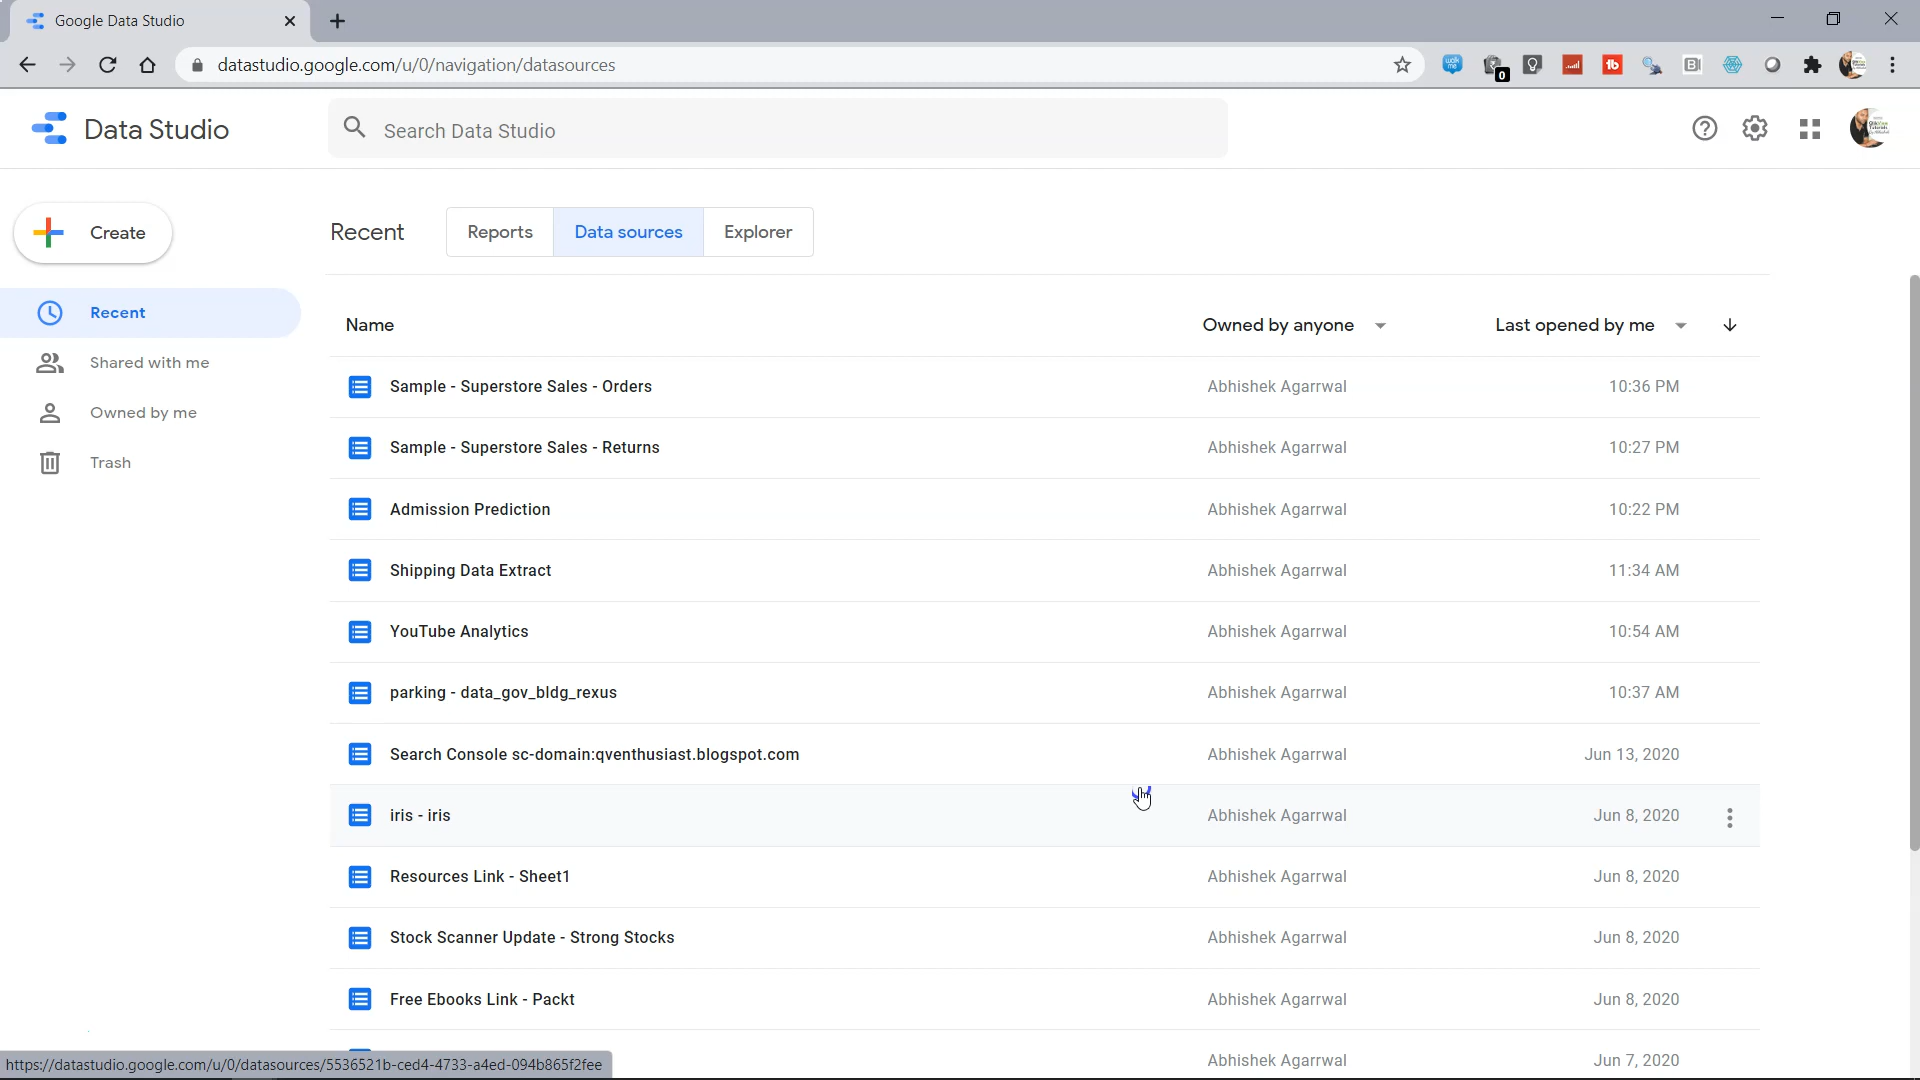 Google Data Studio
datastudio.google.com/u/0/navigation/datasources
0
Data Studio
Search Data Studio
Create
Recent
Reports
Data sources
Explorer
Recent
Shared with me
Owned by me
Trash
Name
Owned by anyone
Last opened by me
Sample - Superstore Sales - Orders
Abhishek Agarrwal
10:36 PM
Sample - Superstore Sales - Returns
Abhishek Agarrwal
10:27 PM
Admission Prediction
Abhishek Agarrwal
10:22 PM
Shipping Data Extract
Abhishek Agarrwal
11:34 AM
YouTube Analytics
Abhishek Agarrwal
10:54 AM
parking - data_gov_bldg_rexus
Abhishek Agarrwal
10:37 AM
Search Console sc-domain:qventhusiast.blogspot.com
Abhishek Agarrwal
Jun 13, 2020
iris - iris
Abhishek Agarrwal
Jun 8, 2020
Resources Link - Sheet1
Abhishek Agarrwal
Jun 8, 2020
Stock Scanner Update - Strong Stocks
Abhishek Agarrwal
Jun 8, 2020
Free Ebooks Link - Packt
Abhishek Agarrwal
Jun 8, 2020
Abhishek Agarrwal
Jun 7, 2020
https://datastudio.google.com/u/0/datasources/5536521b-ced4-4733-a4ed-094b865f2fee